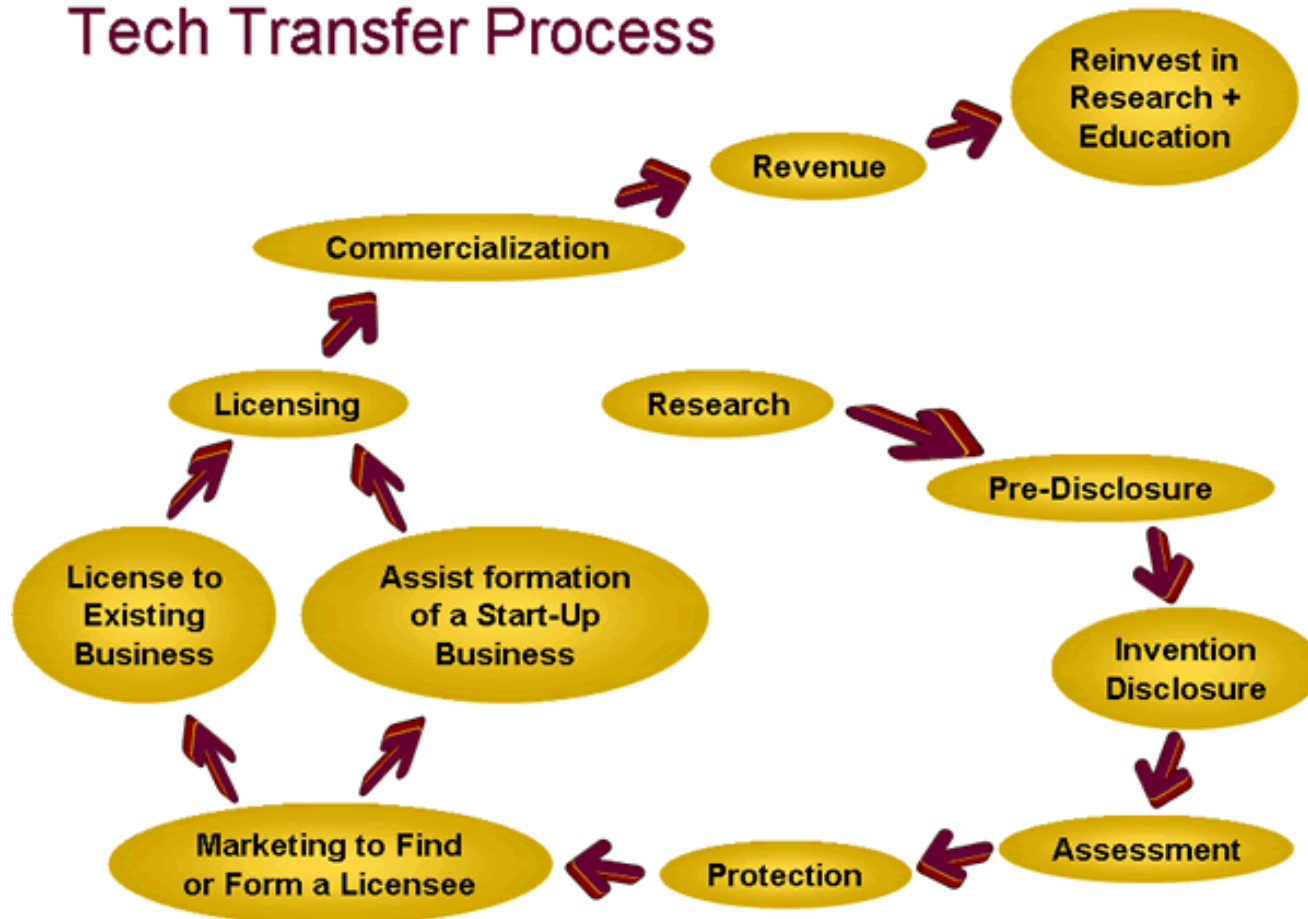 Tech Transfer Process
Reinvest in
Research +
Education
Revenue
Commercialization
Licensing
Research
Pre-Disclosure
License to
Existing
Business
Assist formation
of a Start-Up
Business
Invention
Disclosure
Marketing to Find
or Form a Licensee
Protection
Assessment